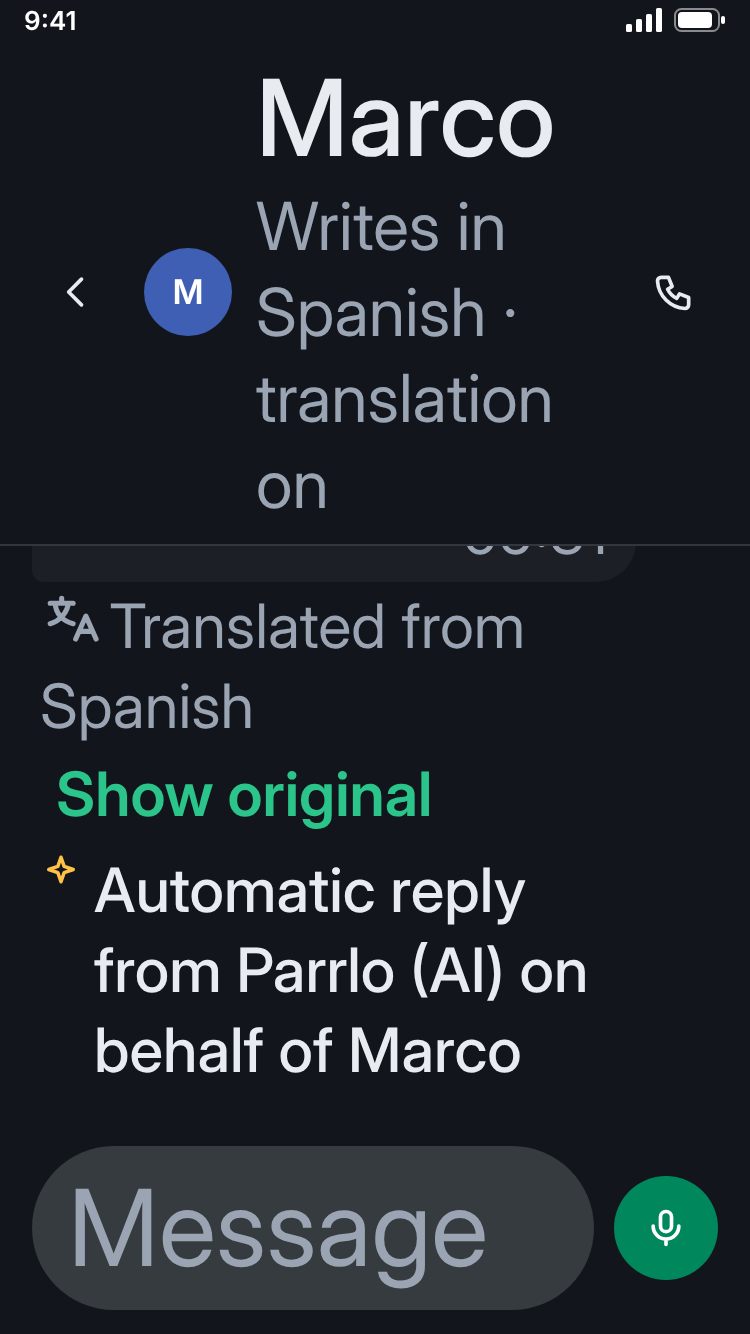 9:41
Marco
Writes in
Spanish ·
translation
on
M
Translated from
Spanish
Show original
Automatic reply
from Parrlo (AI) on
behalf of Marco
Message